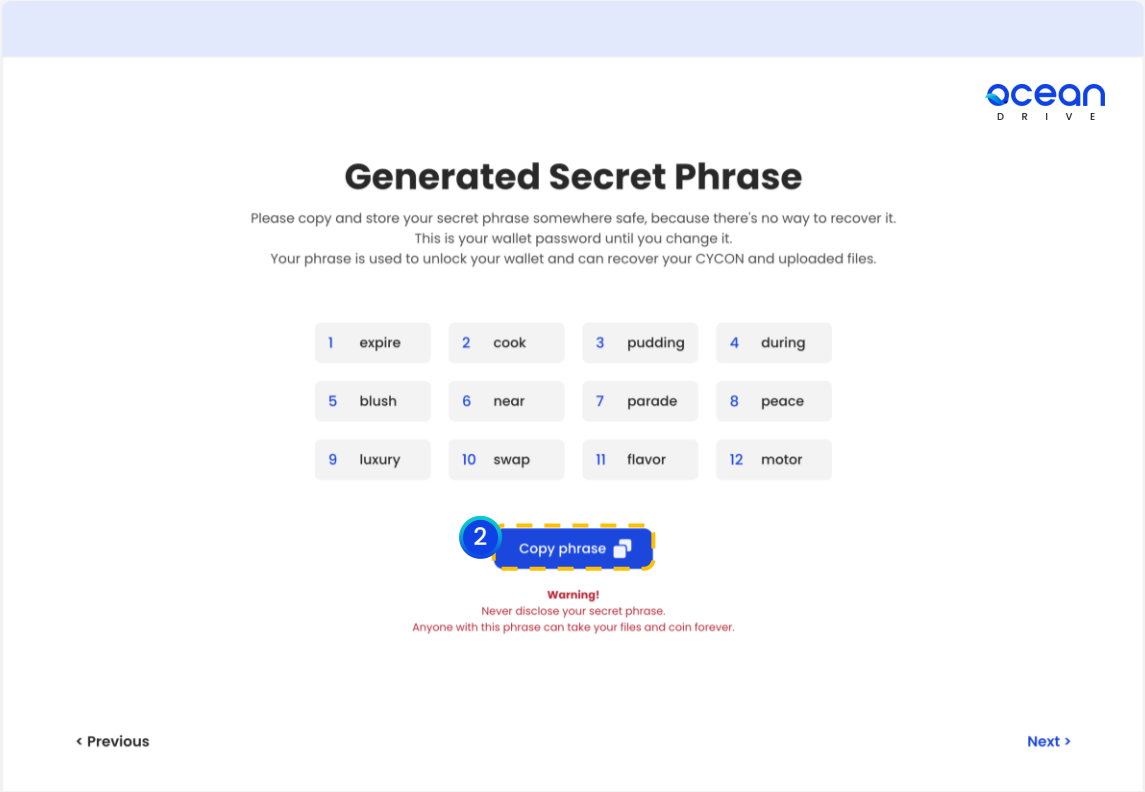 ocean
DRIVE
Generated Secret Phrase
Please copy and store your secret phrase somewhere safe, because there's no way to recover it.
This is your wallet password until you change it.
Your phrase is used to unlock your wallet and can recover your CYCON and uploaded files.
1 expire 2 cook 3 pudding 4 during
5 blush 6 near 7 parade 8 peace
9 luxury 10 swap 11 flavor 12 motor
2 Copy phrase
Warning!
Never disclose your secret phrase.
Anyone with this phrase can take your files and coin forever.
< Previous Next >